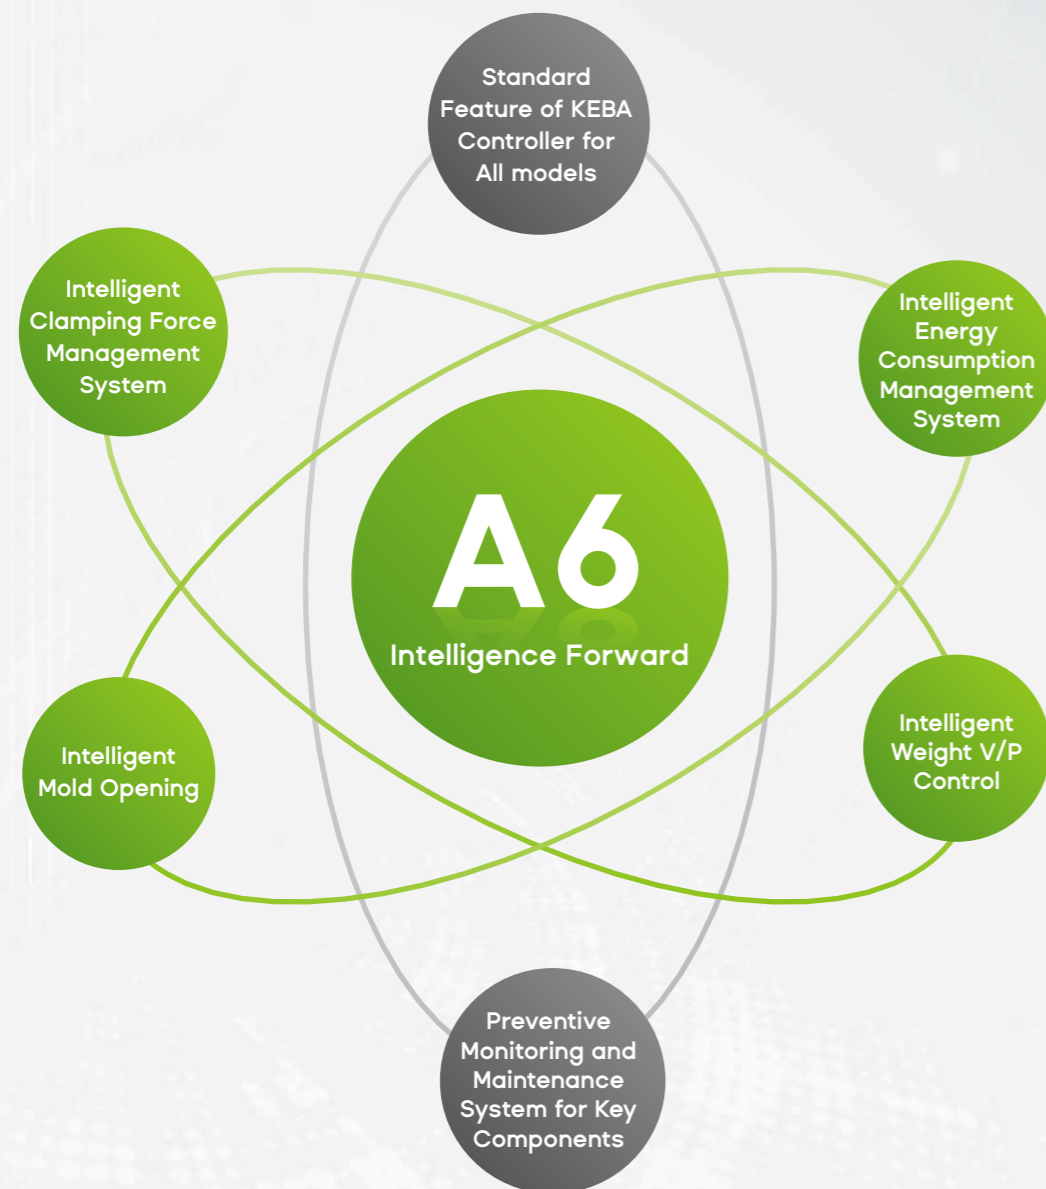 Standard
Feature of KEBA
Controller for
All models
Intelligent
Clamping Force
Management
System
Intelligent
Energy
Consumption
Management
System
A6
Intelligence Forward
Intelligent
Mold Opening
Intelligent
Weight V/P
Control
Preventive
Monitoring and
Maintenance
System for Key
Components